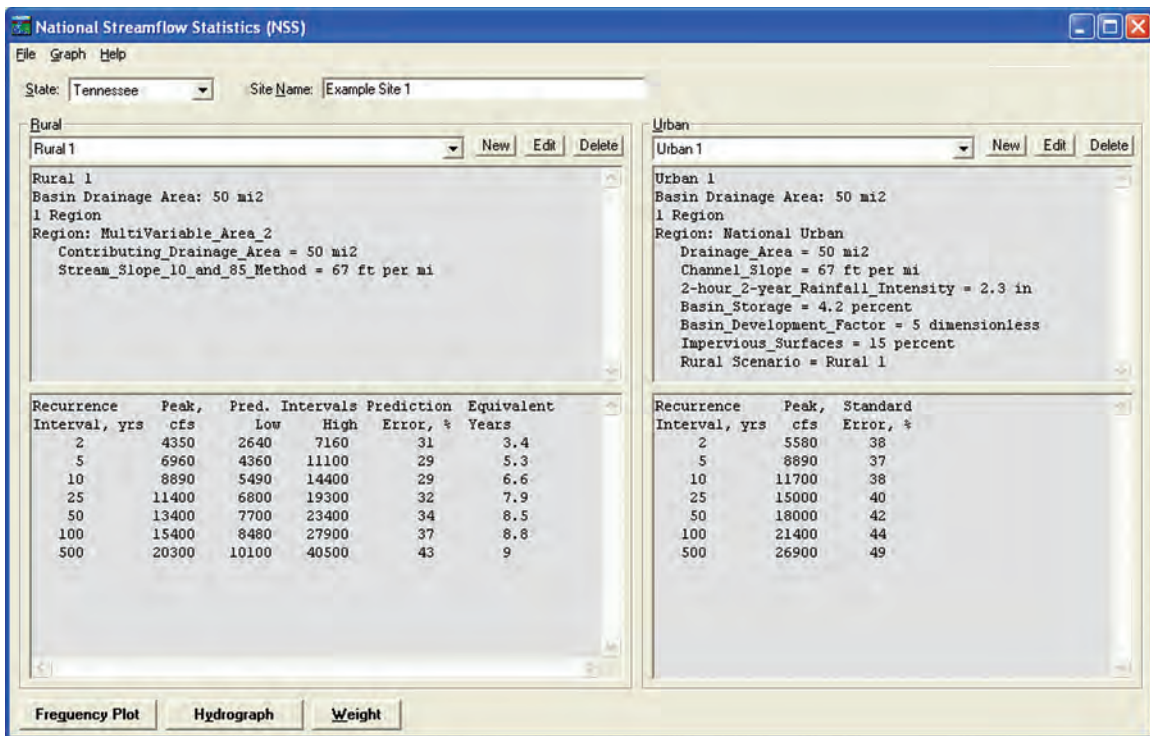 National Streamflow Statistics (NSS)
File Graph Help
State: Tennessee Site Name: Example Site 1
Rural
Rural 1 New Edit Delete
Rural 1
Basin Drainage Area: 50 mi2
1 Region
Region: MultiVariable_Area_2
Contributing_Drainage_Area = 50 mi2
Stream_Slope_10_and_85_Method = 67 ft per mi
Recurrence Peak, Pred. Intervals Prediction Equivalent
Interval, yrs cfs Low High Error, % Years
2 4350 2640 7160 31 3.4
5 6960 4360 11100 29 5.3
10 8890 5490 14400 29 6.6
25 11400 6800 19300 32 7.9
50 13400 7700 23400 34 8.5
100 15400 8480 27900 37 8.8
500 20300 10100 40500 43 9
Urban
Urban 1 New Edit Delete
Urban 1
Basin Drainage Area: 50 mi2
1 Region
Region: National Urban
Drainage_Area = 50 mi2
Channel_Slope = 67 ft per mi
2-hour_2-year_Rainfall_Intensity = 2.3 in
Basin_Storage = 4.2 percent
Basin_Development_Factor = 5 dimensionless
Impervious_Surfaces = 15 percent
Rural Scenario = Rural 1
Recurrence Peak, Standard
Interval, yrs cfs Error, %
2 5580 38
5 8890 37
10 11700 38
25 15000 40
50 18000 42
100 21400 44
500 26900 49
Frequency Plot Hydrograph Weight